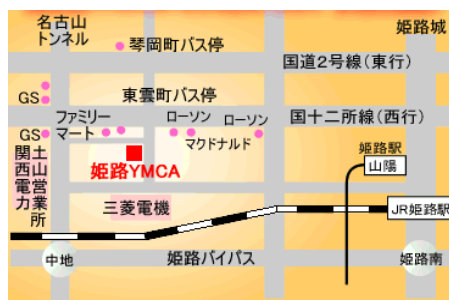 名古山
トンネル
姫路城
琴岡町バス停
国道2号線(東行)
GS
東雲町バス停
ファミリー
マート
ローソン
ローソン
国十二所線(西行)
GS
マクドナルド
関西電力
土山営業所
姫路YMCA
姫路駅
山陽
三菱電機
JR姫路駅
中地
姫路バイパス
姫路南